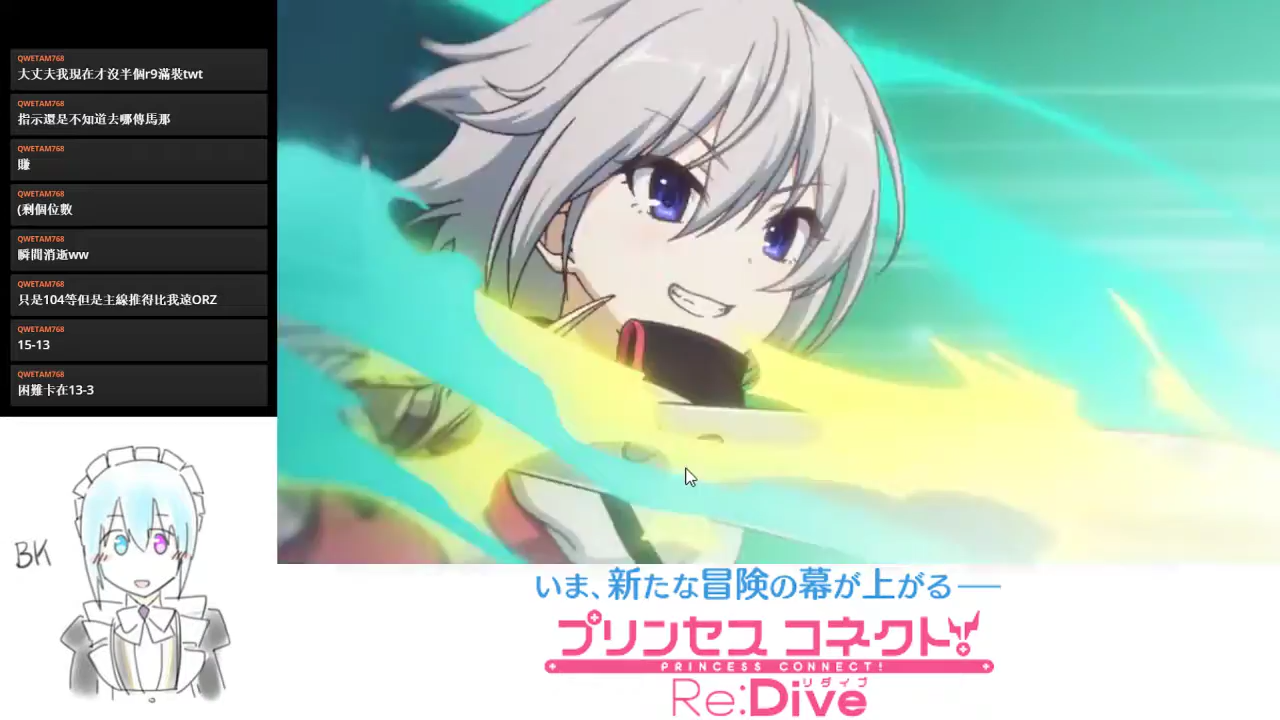 QWETAM768
大丈夫我現在才沒半個r9滿裝twt
QWETAM768
指示還是不知道去哪傳馬那
QWETAM768
賺
QWETAM768
(剩個位數
QWETAM768
瞬間消逝ww
QWETAM768
只是104等但是主線推得比我遠ORZ
QWETAM768
15-13
QWETAM768
困難卡在13-3
BK
いま、新たな冒険の幕が上がる——
プリンセス コネクト!
PRINCESS CONNECT!
リダイブ
Re:Dive